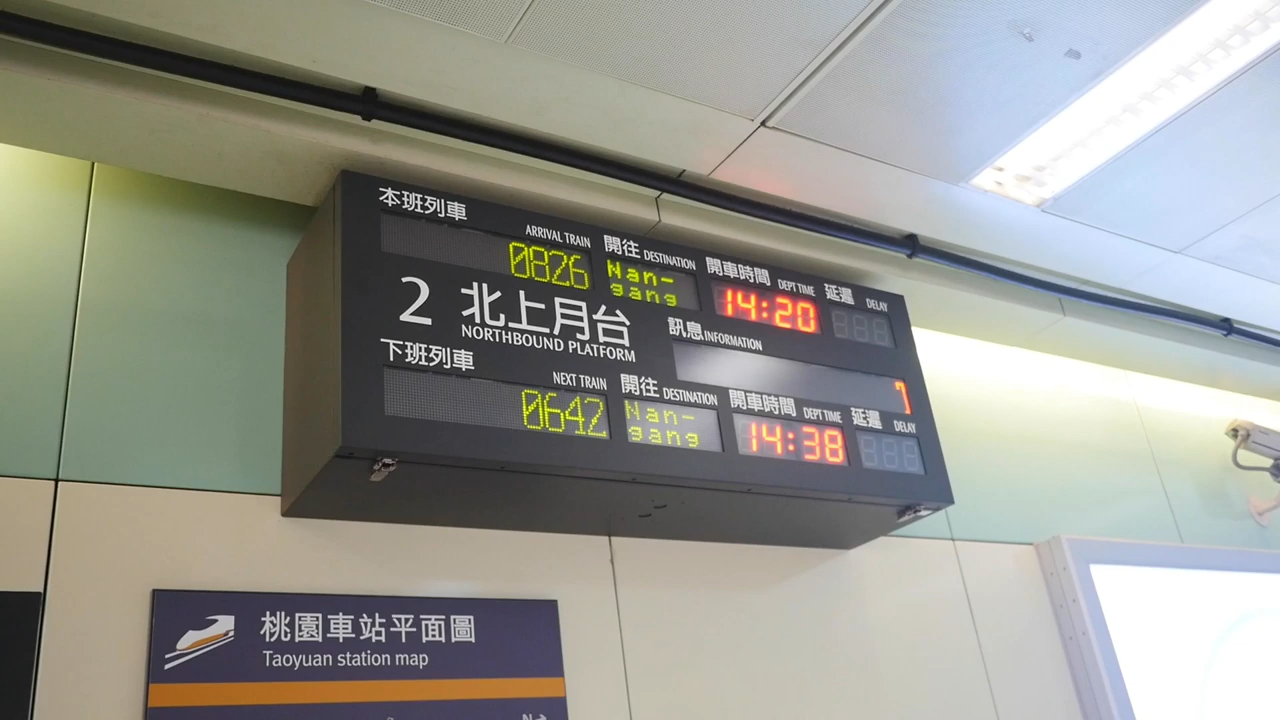 本班列車 ARRIVAL TRAIN 開往 DESTINATION 開車時間 DEPT TIME 延遲 DELAY
0826 Nan-gang 14:20
2 北上月台
NORTHBOUND PLATFORM
訊息 INFORMATION
下班列車 NEXT TRAIN 開往 DESTINATION 開車時間 DEPT TIME 延遲 DELAY
0642 Nan-gang 14:38
桃園車站平面圖
Taoyuan station map
N